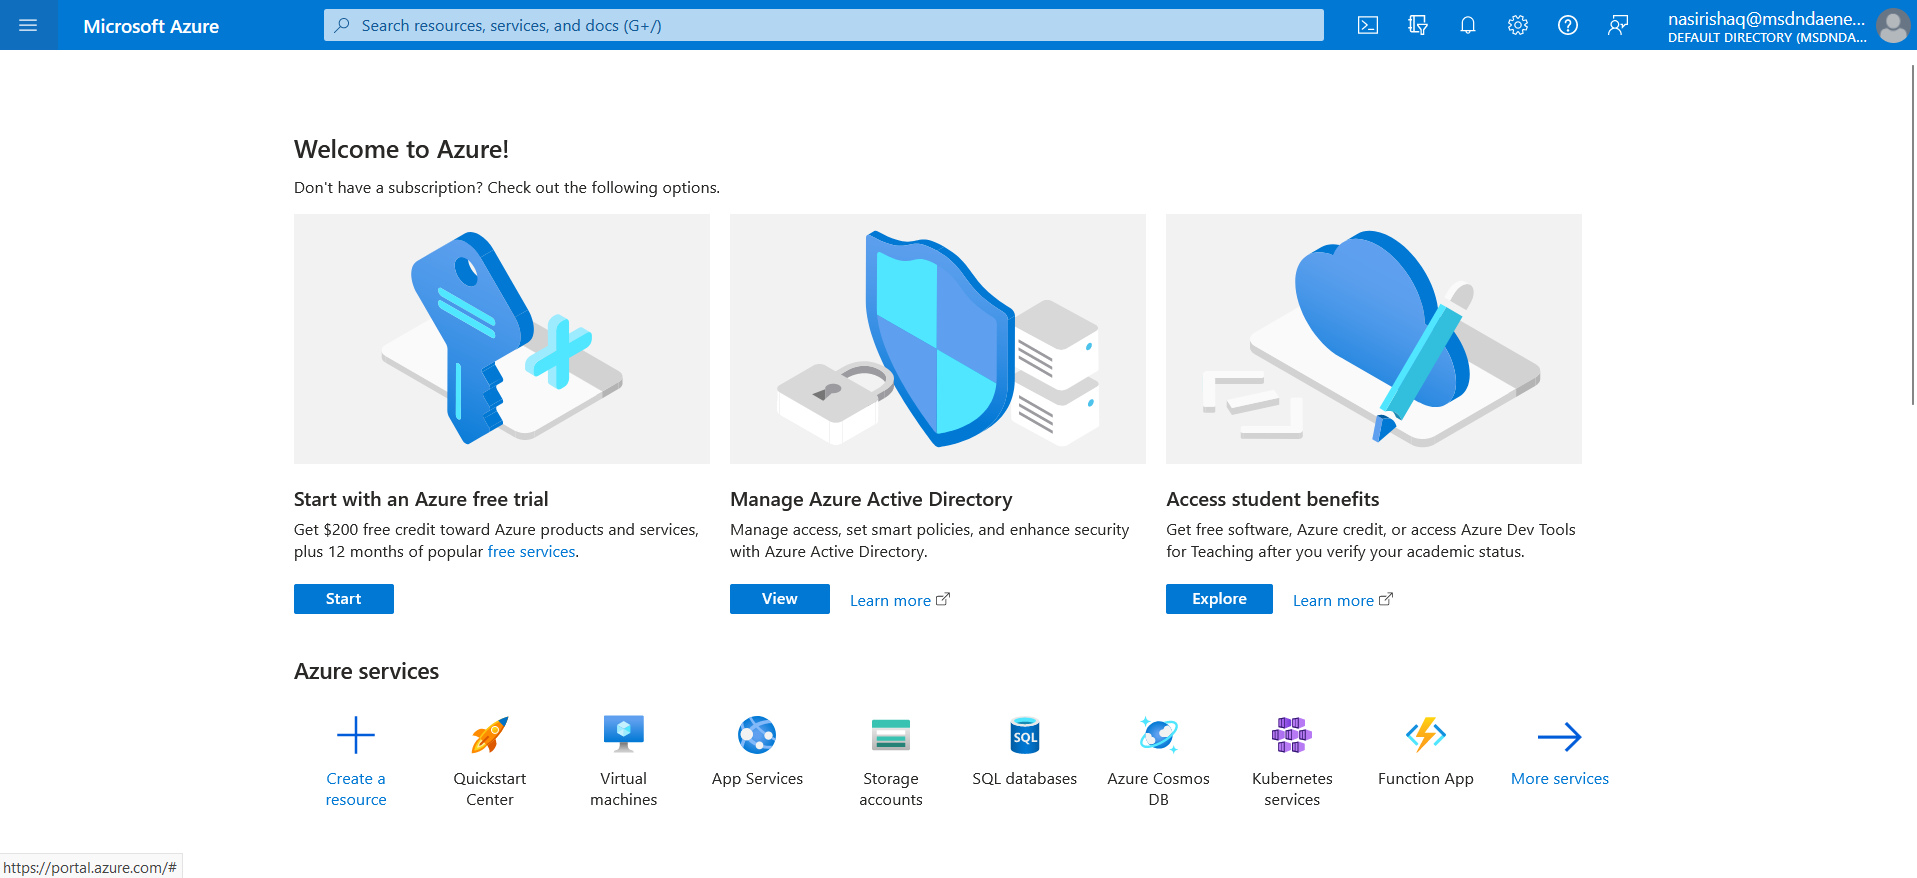 Microsoft Azure
Search resources, services, and docs (G+/)
nasirishaq@msdndaene...
DEFAULT DIRECTORY (MSDNDA...
Welcome to Azure!
Don't have a subscription? Check out the following options.
Start with an Azure free trial
Get $200 free credit toward Azure products and services,
plus 12 months of popular free services.
Start
Manage Azure Active Directory
Manage access, set smart policies, and enhance security
with Azure Active Directory.
View
Learn more
Access student benefits
Get free software, Azure credit, or access Azure Dev Tools
for Teaching after you verify your academic status.
Explore
Learn more
Azure services
SQL
Create a
resource
Quickstart
Center
Virtual
machines
App Services
Storage
accounts
SQL databases
Azure Cosmos
DB
Kubernetes
services
Function App
More services
https://portal.azure.com/#